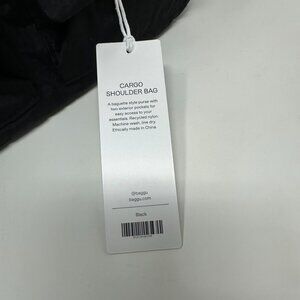 CARGO
SHOULDER BAG
A baguette style purse with
two exterior pockets for
easy access to your
essentials. Recycled nylon.
Machine wash, line dry.
Ethically made in China.
@baggu
baggu.com
Black